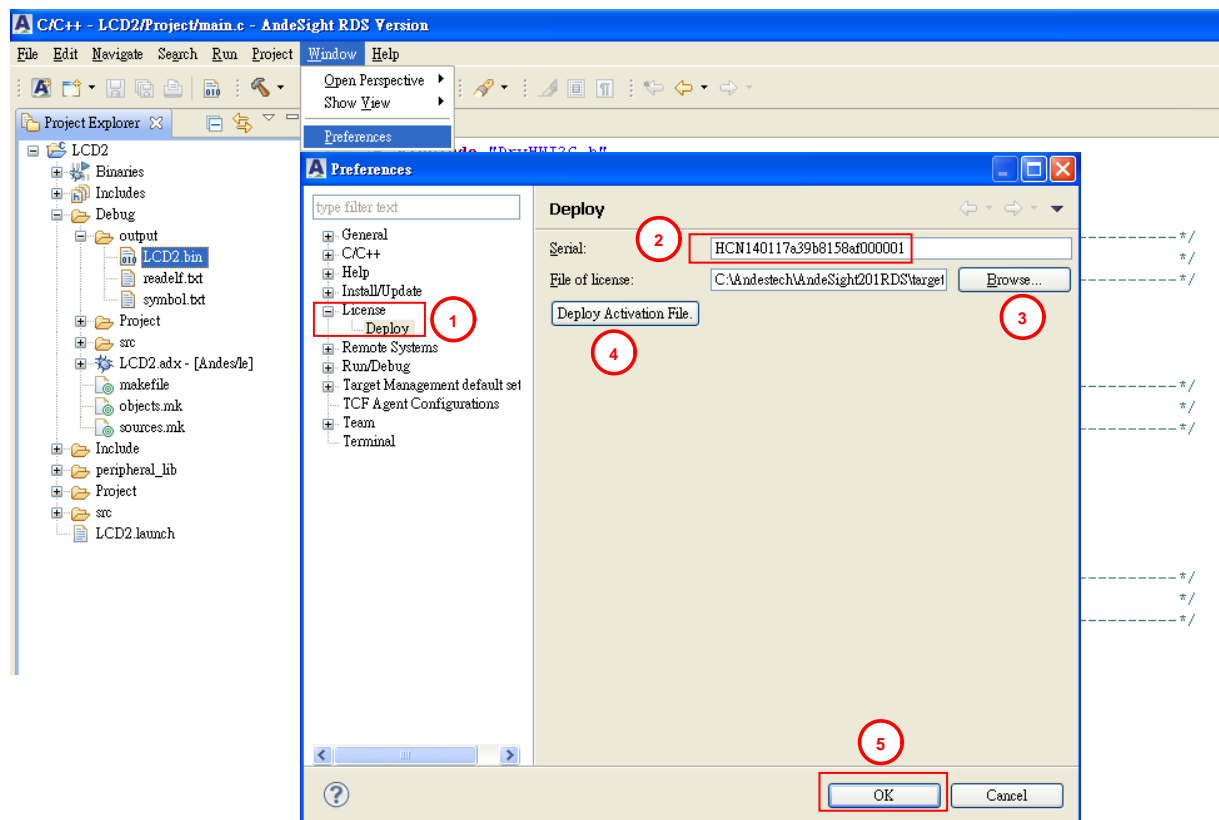 C/C++ - LCD2/Project/main.c - AndeSight RDS Version
File Edit Navigate Search Run Project Window Help
Open Perspective
Show View
Preferences
Project Explorer
LCD2
Binaries
Includes
Debug
output
LCD2.bin
readelf.txt
symbol.txt
Project
src
LCD2.adx - [Andes/le]
makefile
objects.mk
sources.mk
Include
peripheral_lib
Project
src
LCD2.launch
Preferences
type filter text
General
C/C++
Help
Install/Update
License
Deploy
Remote Systems
Run/Debug
Target Management default set
TCF Agent Configurations
Team
Terminal
1
Deploy
Serial:
2
HCN140117a39b8158af000001
File of license:
C:\Andestech\AndeSight201RDS\target
Browse...
3
Deploy Activation File.
4
5
OK
Cancel
----------*/
*/
----------*/
----------*/
*/
----------*/
----------*/
*/
----------*/